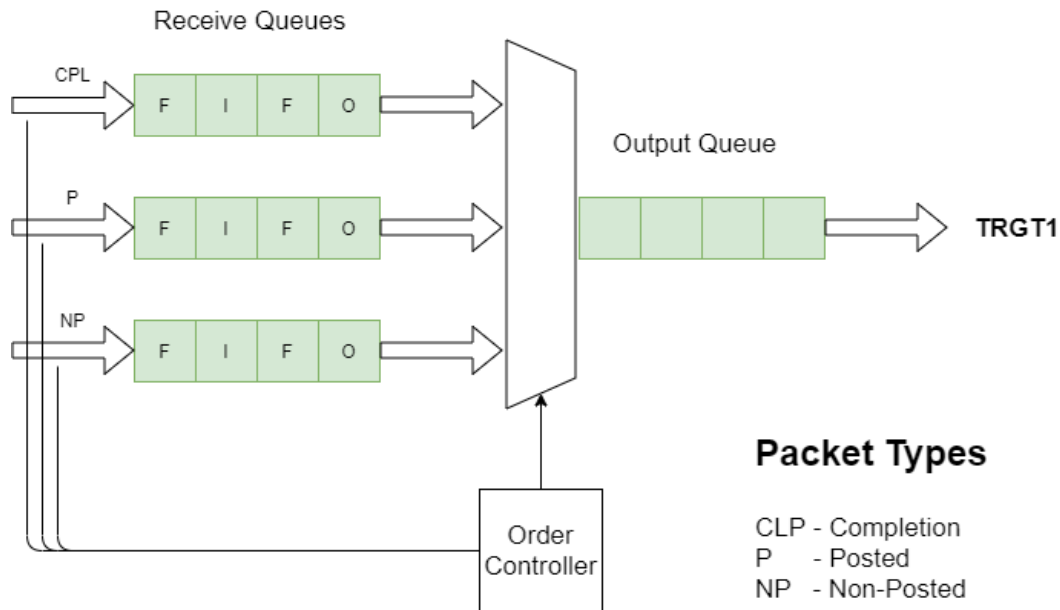 Receive Queues
CPL
F I F O
P
F I F O
NP
F I F O
Output Queue
TRGT1
Order
Controller
Packet Types
CLP - Completion
P - Posted
NP - Non-Posted